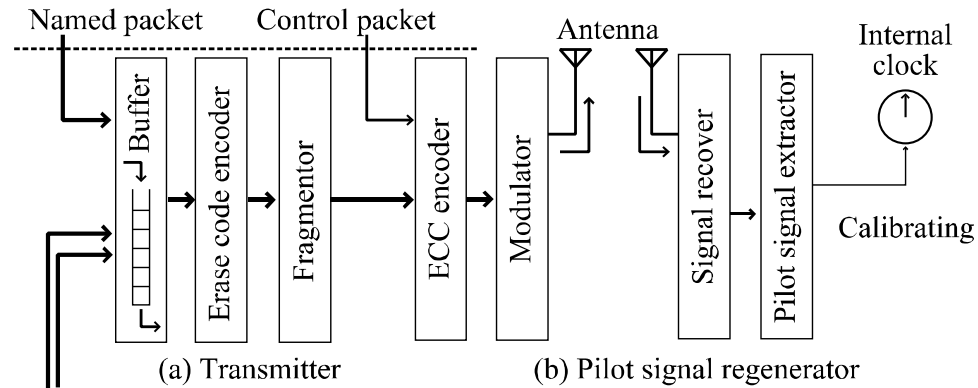 Named packet
Control packet
Antenna
Internal
clock
Buffer
Erase code encoder
Fragmentor
ECC encoder
Modulator
Signal recover
Pilot signal extractor
Calibrating
(a) Transmitter
(b) Pilot signal regenerator